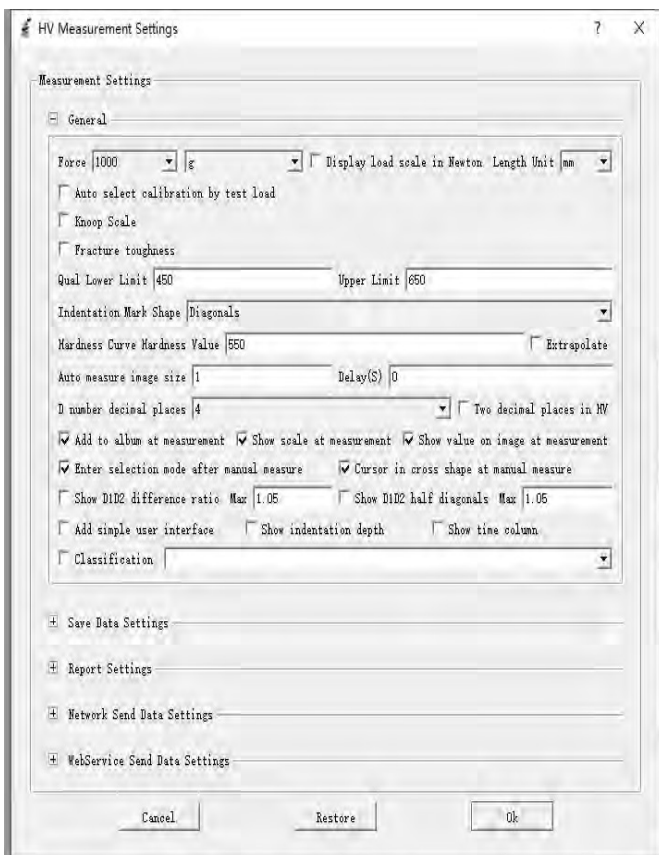 HV Measurement Settings ? X
Measurement Settings
General
Force 1000 g Display load scale in Newton Length Unit mm
Auto select calibration by test load
Knoop Scale
Fracture toughness
Qual Lower Limit 450 Upper Limit 650
Indentation Mark Shape Diagonals
Hardness Curve Hardness Value 550 Extrapolate
Auto measure image size 1 Delay(S) 0
D number decimal places 4 Two decimal places in HV
Add to album at measurement Show scale at measurement Show value on image at measurement
Enter selection mode after manual measure Cursor in cross shape at manual measure
Show D1D2 difference ratio Max 1.05 Show D1D2 half diagonals Max 1.05
Add simple user interface Show indentation depth Show time column
Classification
Save Data Settings
Report Settings
Network Send Data Settings
WebService Send Data Settings
Cancel Restore Ok